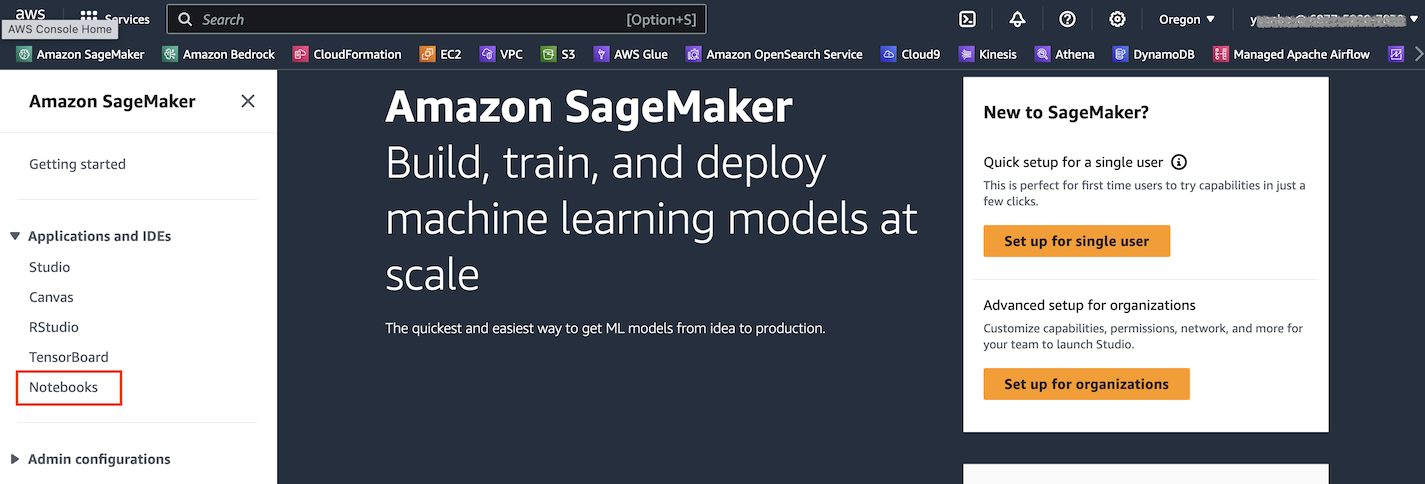 aws
Services
Search
[Option+S]
Oregon
AWS Console Home
Amazon SageMaker
Amazon Bedrock
CloudFormation
EC2
VPC
S3
AWS Glue
Amazon OpenSearch Service
Cloud9
Kinesis
Athena
DynamoDB
Managed Apache Airflow
Amazon SageMaker
Getting started
Applications and IDEs
Studio
Canvas
RStudio
TensorBoard
Notebooks
Admin configurations
Amazon SageMaker
Build, train, and deploy
machine learning models at
scale
The quickest and easiest way to get ML models from idea to production.
New to SageMaker?
Quick setup for a single user
This is perfect for first time users to try capabilities in just a
few clicks.
Set up for single user
Advanced setup for organizations
Customize capabilities, permissions, network, and more for
your team to launch Studio.
Set up for organizations